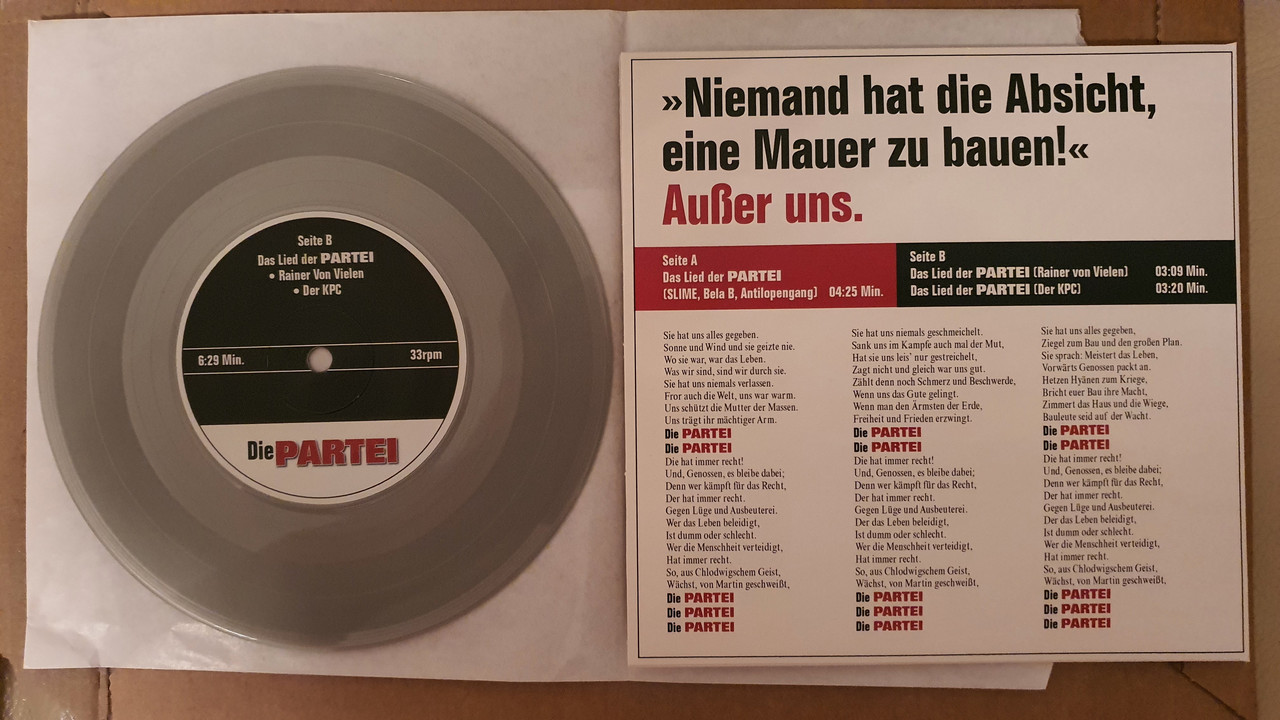 Seite B
Das Lied der PARTEI
• Rainer Von Vielen
• Der KPC
6:29 Min.
33rpm
Die PARTEI
»Niemand hat die Absicht,
eine Mauer zu bauen!«
Außer uns.
Seite A
Das Lied der PARTEI
(SLIME, Bela B, Antilopengang) 04:25 Min.
Seite B
Das Lied der PARTEI (Rainer von Vielen) 03:09 Min.
Das Lied der PARTEI (Der KPC) 03:20 Min.
Sie hat uns alles gegeben.
Sonne und Wind und sie geizte nie.
Wo sie war, war das Leben.
Was wir sind, sind wir durch sie.
Sie hat uns niemals verlassen.
Fror auch die Welt, uns war warm.
Uns schützt die Mutter der Massen.
Uns trägt ihr mächtiger Arm.
Die PARTEI
Die PARTEI
Die hat immer recht!
Und, Genossen, es bleibe dabei;
Denn wer kämpft für das Recht,
Der hat immer recht.
Gegen Lüge und Ausbeuterei.
Wer das Leben beleidigt,
Ist dumm oder schlecht.
Wer die Menschheit verteidigt,
Hat immer recht.
So, aus Chlodwigschem Geist,
Wächst, von Martin geschweißt,
Die PARTEI
Die PARTEI
Die PARTEI
Sie hat uns niemals geschmeichelt.
Sank uns im Kampfe auch mal der Mut,
Hat sie uns leis' nur gestreichelt,
Zagt nicht und gleich war uns gut.
Zählt denn noch Schmerz und Beschwerde,
Wenn uns das Gute gelingt.
Wenn man den Ärmsten der Erde,
Freiheit und Frieden erzwingt.
Die PARTEI
Die PARTEI
Die hat immer recht!
Und, Genossen, es bleibe dabei;
Denn wer kämpft für das Recht,
Der hat immer recht.
Gegen Lüge und Ausbeuterei.
Der das Leben beleidigt,
Ist dumm oder schlecht.
Wer die Menschheit verteidigt,
Hat immer recht.
So, aus Chlodwigschem Geist,
Wächst, von Martin geschweißt,
Die PARTEI
Die PARTEI
Die PARTEI
Sie hat uns alles gegeben,
Ziegel zum Bau und den großen Plan.
Sie sprach: Meistert das Leben,
Vorwärts Genossen packt an.
Hetzen Hyänen zum Kriege,
Bricht euer Bau ihre Macht,
Zimmert das Haus und die Wiege,
Bauleute seid auf der Wacht.
Die PARTEI
Die PARTEI
Die hat immer recht!
Und, Genossen, es bleibe dabei;
Denn wer kämpft für das Recht,
Der hat immer recht.
Gegen Lüge und Ausbeuterei.
Der das Leben beleidigt,
Ist dumm oder schlecht.
Wer die Menschheit verteidigt,
Hat immer recht.
So, aus Chlodwigschem Geist,
Wächst, von Martin geschweißt,
Die PARTEI
Die PARTEI
Die PARTEI